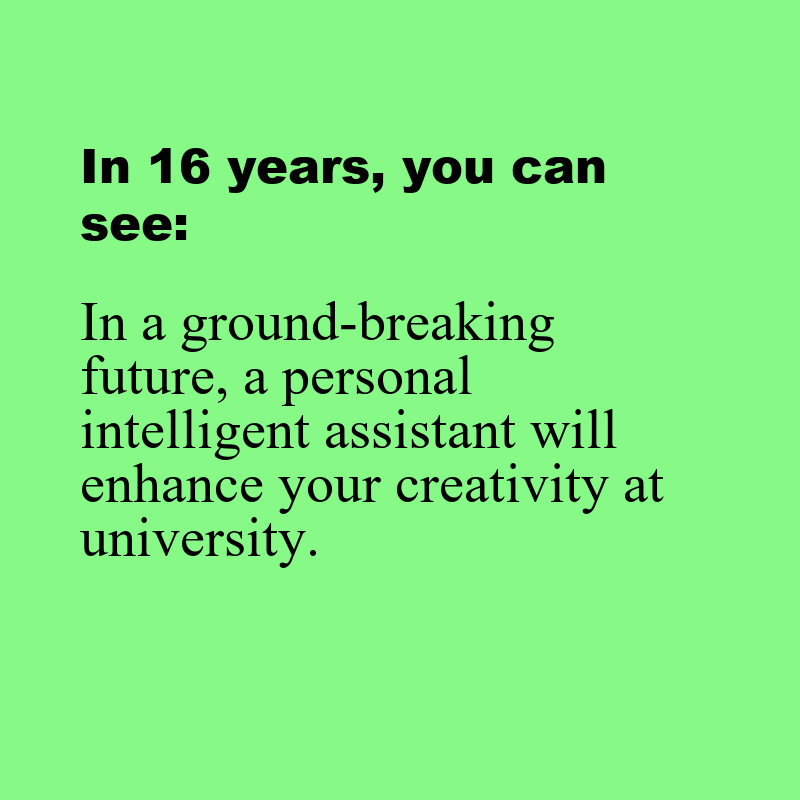 In 16 years, you can
see:
In a ground-breaking
future, a personal
intelligent assistant will
enhance your creativity at
university.